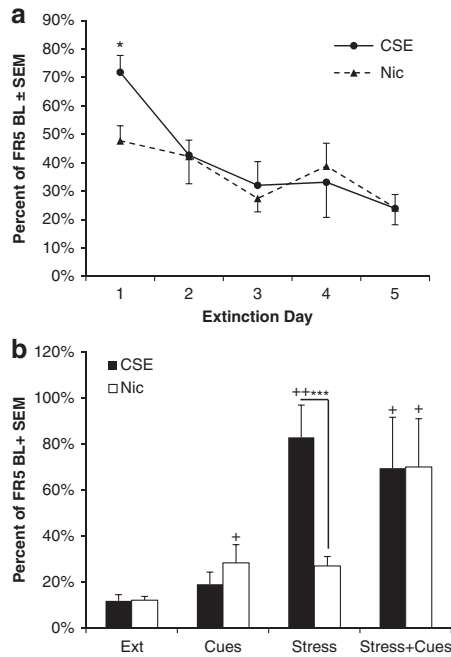 a
Percent of FR5 BL ± SEM
90%
80%
70%
60%
50%
40%
30%
20%
10%
0%
*
CSE
Nic
1 2 3 4 5
Extinction Day
b
Percent of FR5 BL+ SEM
120%
100%
80%
60%
40%
20%
0%
CSE
Nic
+
++***
+ +
Ext Cues Stress Stress+Cues